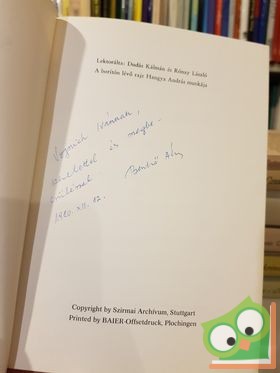 Lektorálta: Dudás Kálmán és Rónay László
A borítón lévő rajz Hangya András munkája
Ivánnak,
szeretettel és megbe-
csüléssel
1980. XII. 12.
Copyright by Szirmai Archívum, Stuttgart
Printed by BAIER-Offsetdruck, Plochingen